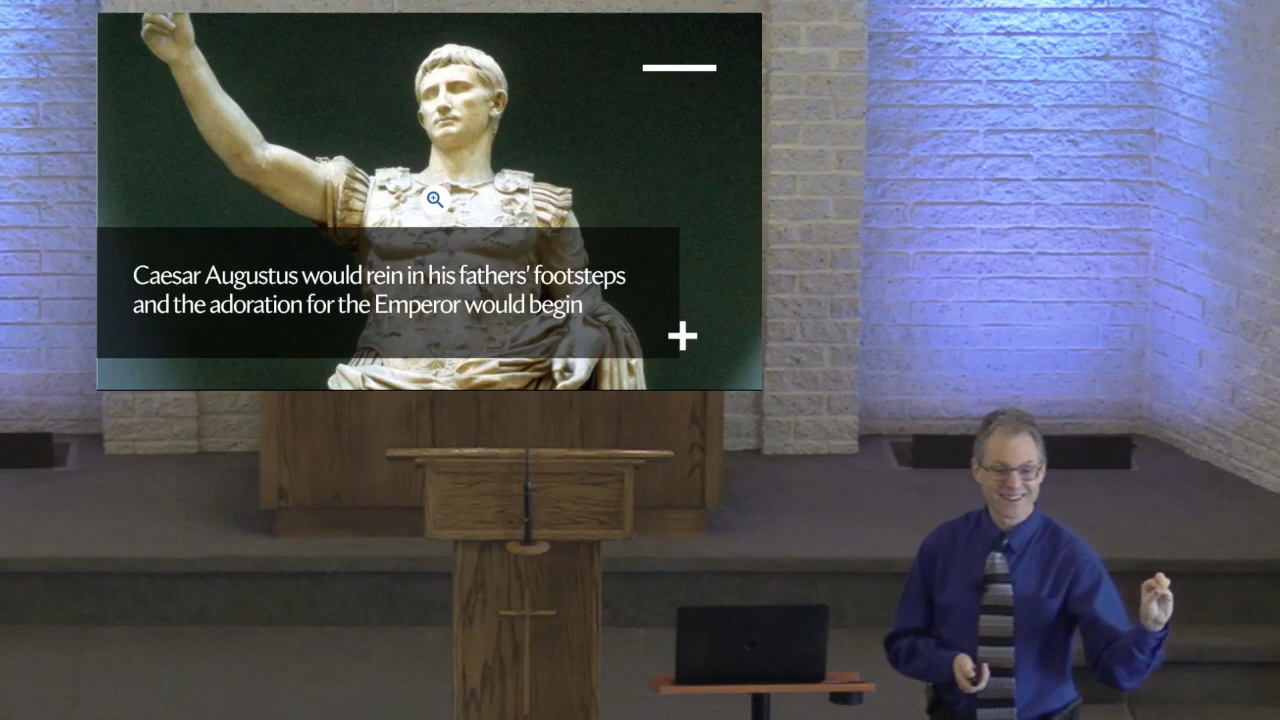 Caesar Augustus would rein in his fathers' footsteps
and the adoration for the Emperor would begin